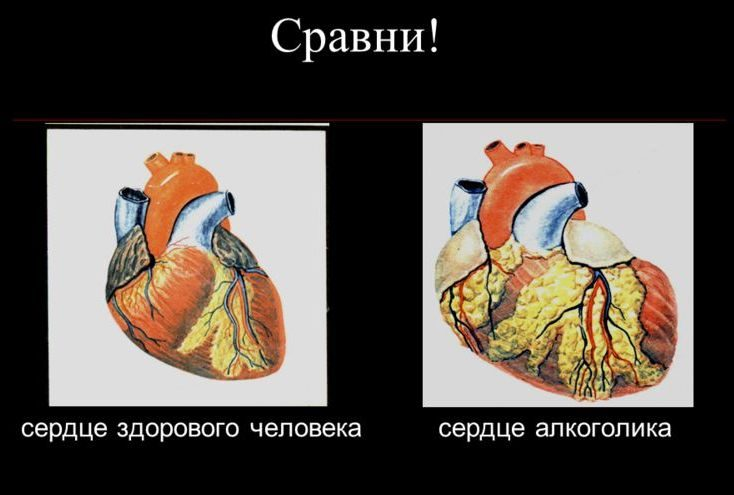 Сравни!
сердце здорового человека
сердце алкоголика